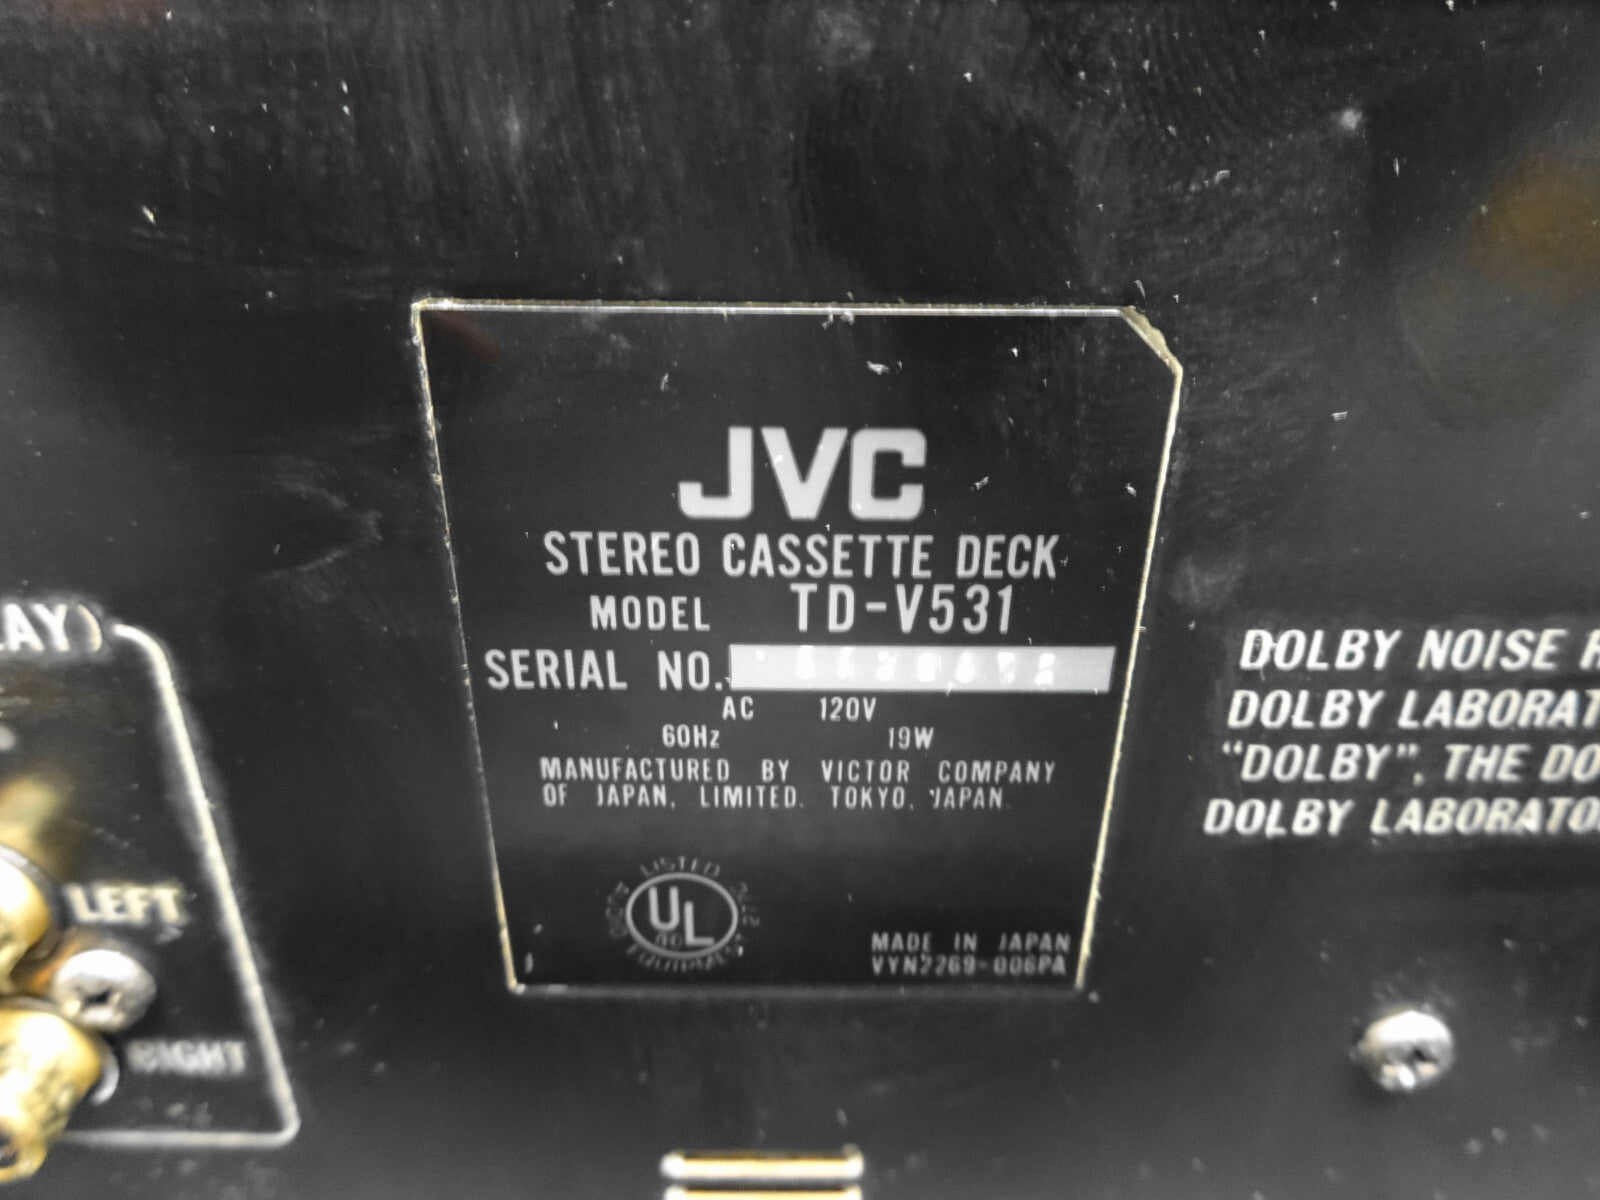 JVC
STEREO CASSETTE DECK
MODEL TD-V531
SERIAL NO.
AC 120V
60Hz 19W
MANUFACTURED BY VICTOR COMPANY
OF JAPAN, LIMITED. TOKYO, JAPAN.
LISTED
UL
MADE IN JAPAN
VYN2269-006PA
LAY)
LEFT
RIGHT
DOLBY NOISE R
DOLBY LABORAT
"DOLBY", THE DO
DOLBY LABORATO